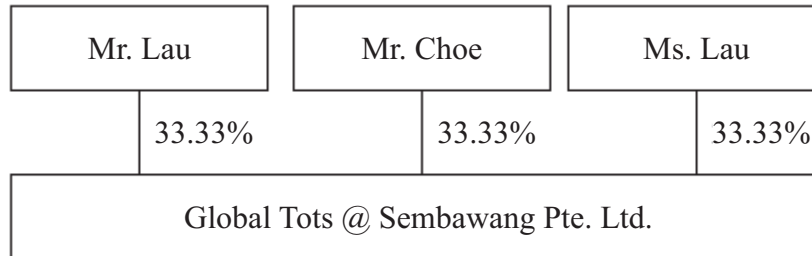 Mr. Lau Mr. Choe Ms. Lau
33.33% 33.33% 33.33%
Global Tots @ Sembawang Pte. Ltd.